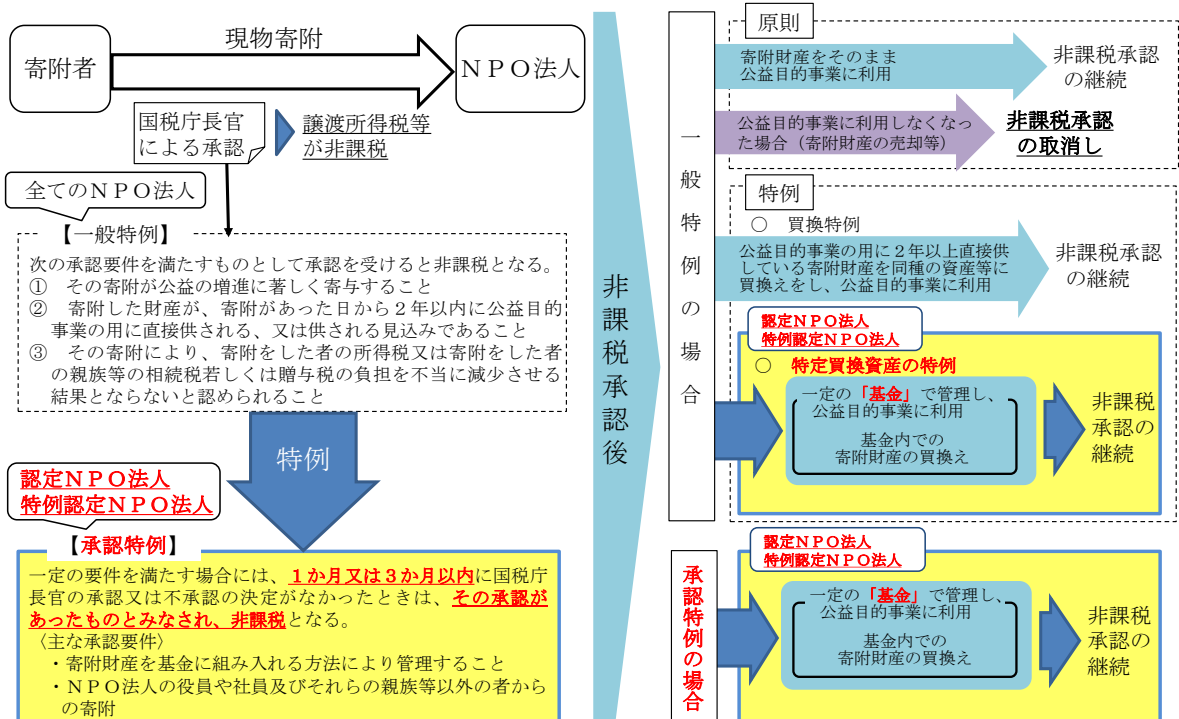 現物寄附
寄附者
ＮＰＯ法人
国税庁長官
による承認
譲渡所得税等
が非課税
全てのＮＰＯ法人
【一般特例】
次の承認要件を満たすものとして承認を受けると非課税となる。
①　その寄附が公益の増進に著しく寄与すること
②　寄附した財産が、寄附があった日から２年以内に公益目的
事業の用に直接供される、又は供される見込みであること
③　その寄附により、寄附をした者の所得税又は寄附をした者
の親族等の相続税若しくは贈与税の負担を不当に減少させる
結果とならないと認められること
特例
認定ＮＰＯ法人
特例認定ＮＰＯ法人
【承認特例】
一定の要件を満たす場合には、１か月又は３か月以内に国税庁
長官の承認又は不承認の決定がなかったときは、その承認が
あったものとみなされ、非課税となる。
〈主な承認要件〉
・寄附財産を基金に組み入れる方法により管理すること
・ＮＰＯ法人の役員や社員及びそれらの親族等以外の者から
の寄附
非課税承認後
一般特例の場合
原則
寄附財産をそのまま
公益目的事業に利用
非課税承認
の継続
公益目的事業に利用しなくなっ
た場合（寄附財産の売却等）
非課税承認
の取消し
特例
○　買換特例
公益目的事業の用に２年以上直接供
している寄附財産を同種の資産等に
買換えをし、公益目的事業に利用
非課税承認
の継続
認定ＮＰＯ法人
特例認定ＮＰＯ法人
○　特定買換資産の特例
一定の「基金」で管理し、
公益目的事業に利用
基金内での
寄附財産の買換え
非課税
承認の
継続
承認特例の場合
認定ＮＰＯ法人
特例認定ＮＰＯ法人
一定の「基金」で管理し、
公益目的事業に利用
基金内での
寄附財産の買換え
非課税
承認の
継続